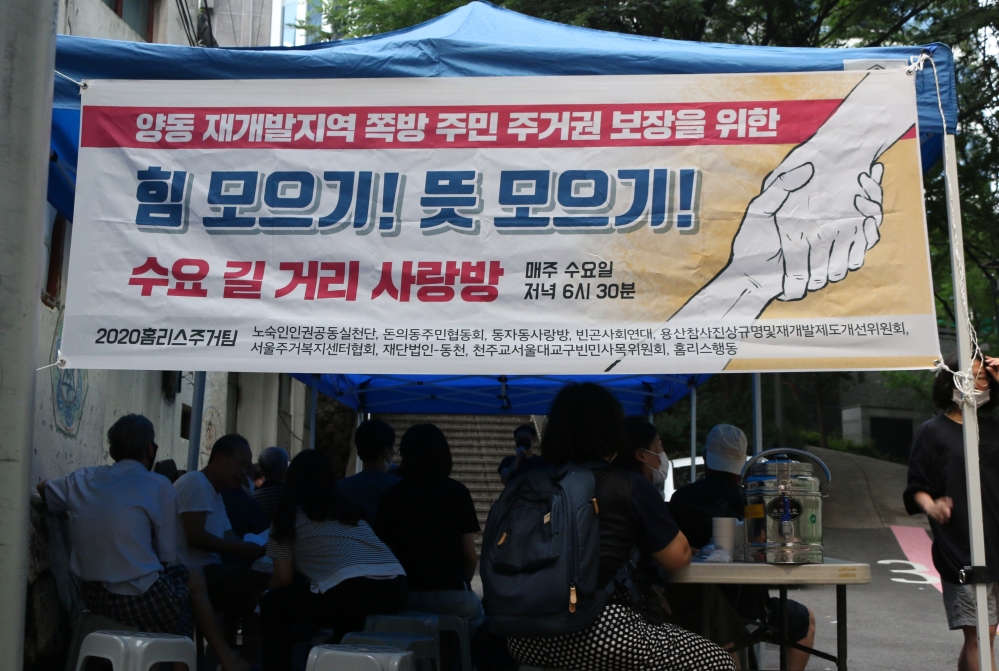 양동 재개발지역 쪽방 주민 주거권 보장을 위한
힘 모으기! 뜻 모으기!
수요 길 거리 사랑방
매주 수요일
저녁 6시 30분
2020홈리스주거팀
노숙인인권공동실천단, 돈의동주민협동회, 동자동사랑방, 빈곤사회연대, 용산참사진상규명및재개발제도개선위원회,
서울주거복지센터협회, 재단법인-동천, 천주교서울대교구빈민사목위원회, 홈리스행동
3